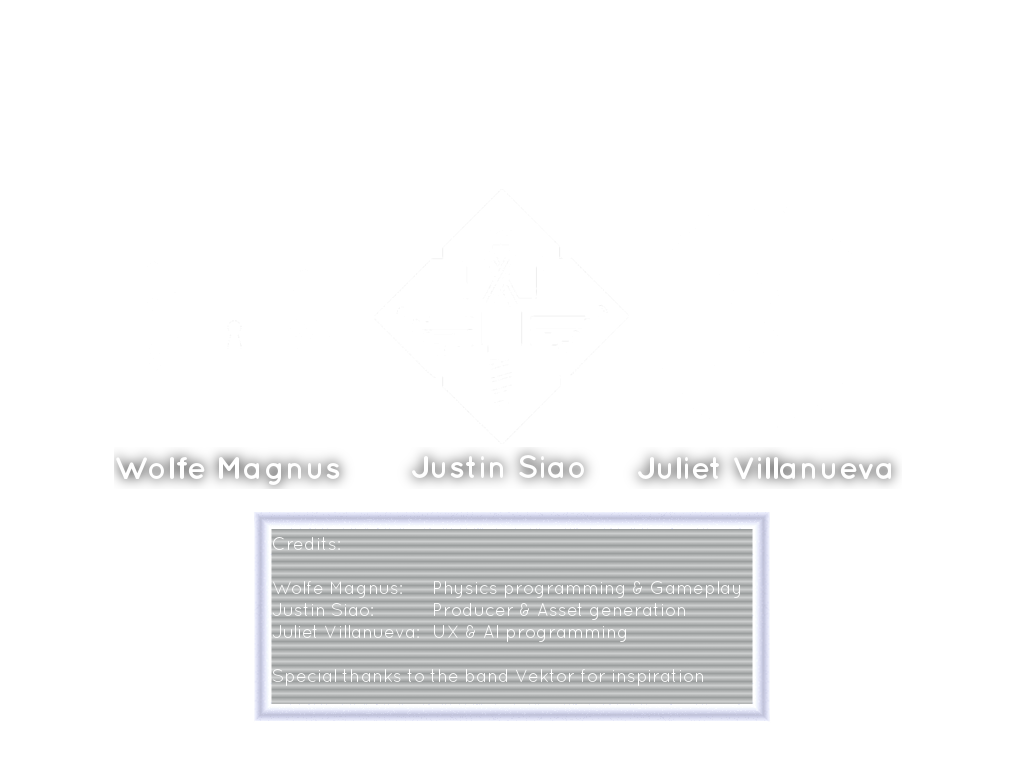 Wolfe Magnus Justin Siao Juliet Villanueva
Credits:
Wolfe Magnus: Physics programming & Gameplay
Justin Siao: Producer & Asset generation
Juliet Villanueva: UX & AI programming
Special thanks to the band Vektor for inspiration